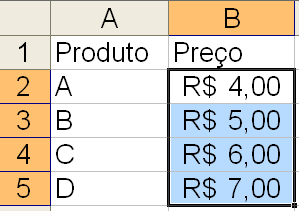 A B
1 Produto Preço
2 A R$ 4,00
3 B R$ 5,00
4 C R$ 6,00
5 D R$ 7,00